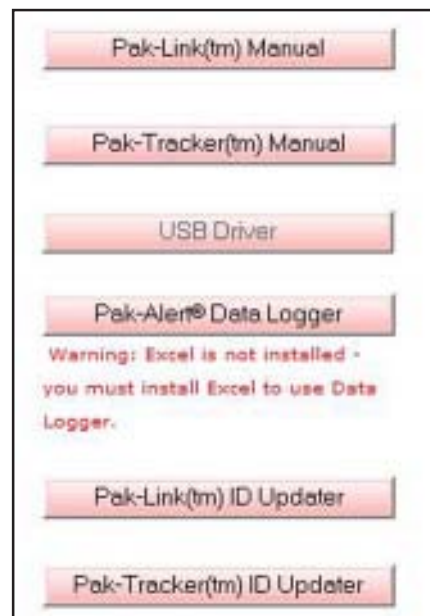 Pak-Link(tm) Manual
Pak-Tracker(tm) Manual
USB Driver
Pak-Alert® Data Logger
Warning: Excel is not installed -
you must install Excel to use Data
Logger.
Pak-Link(tm) ID Updater
Pak-Tracker(tm) ID Updater